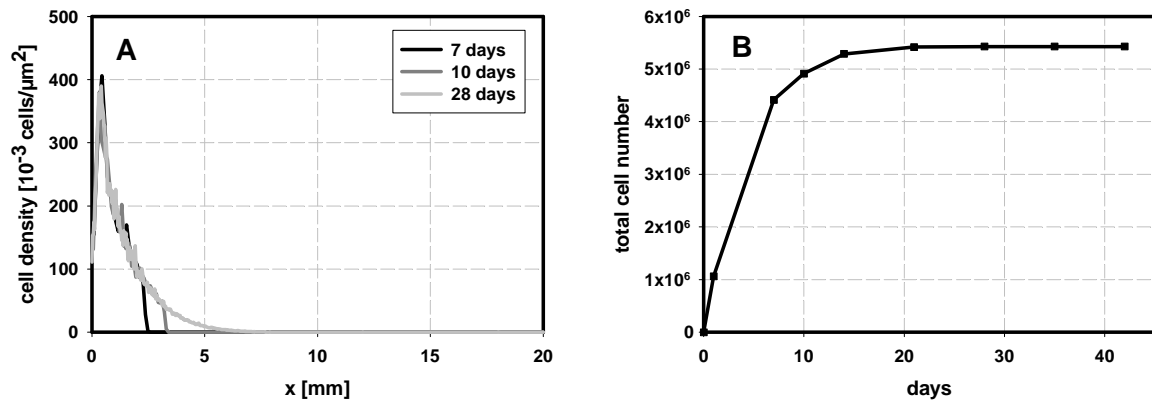 A
7 days
10 days
28 days
cell density [10⁻³ cells/µm²]
500
400
300
200
100
0
0 5 10 15 20
x [mm]
B
total cell number
6x10⁶
5x10⁶
4x10⁶
3x10⁶
2x10⁶
1x10⁶
0
0 10 20 30 40
days